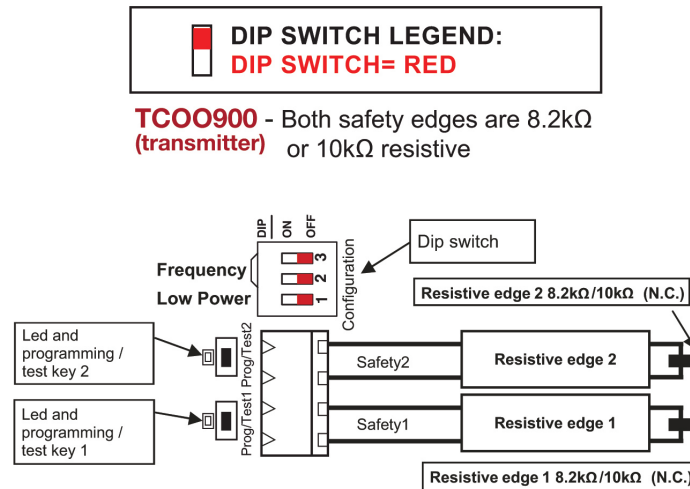 DIP SWITCH LEGEND:
DIP SWITCH= RED
TCOO900 - Both safety edges are 8.2kΩ
(transmitter) or 10kΩ resistive
DIP
ON
OFF
3
2
1
Configuration
Dip switch
Frequency
Low Power
Resistive edge 2 8.2kΩ/10kΩ (N.C.)
Led and
programming /
test key 2
Prog/Test2
Safety2
Resistive edge 2
Led and
programming /
test key 1
Prog/Test1
Safety1
Resistive edge 1
Resistive edge 1 8.2kΩ/10kΩ (N.C.)